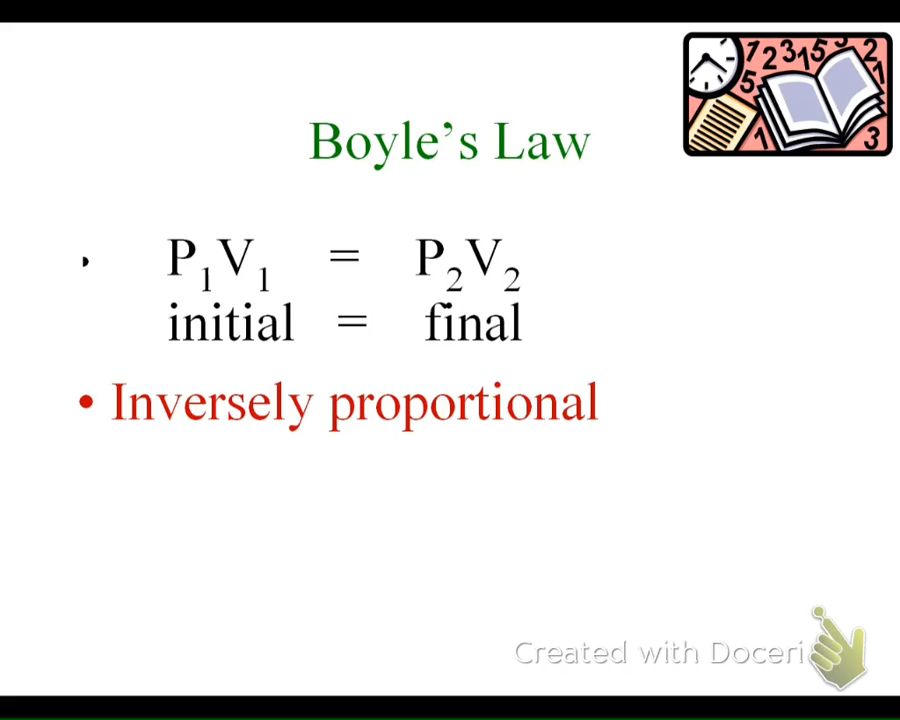 Boyle's Law
P₁V₁ = P₂V₂
initial = final
• Inversely proportional
Created with Doceri